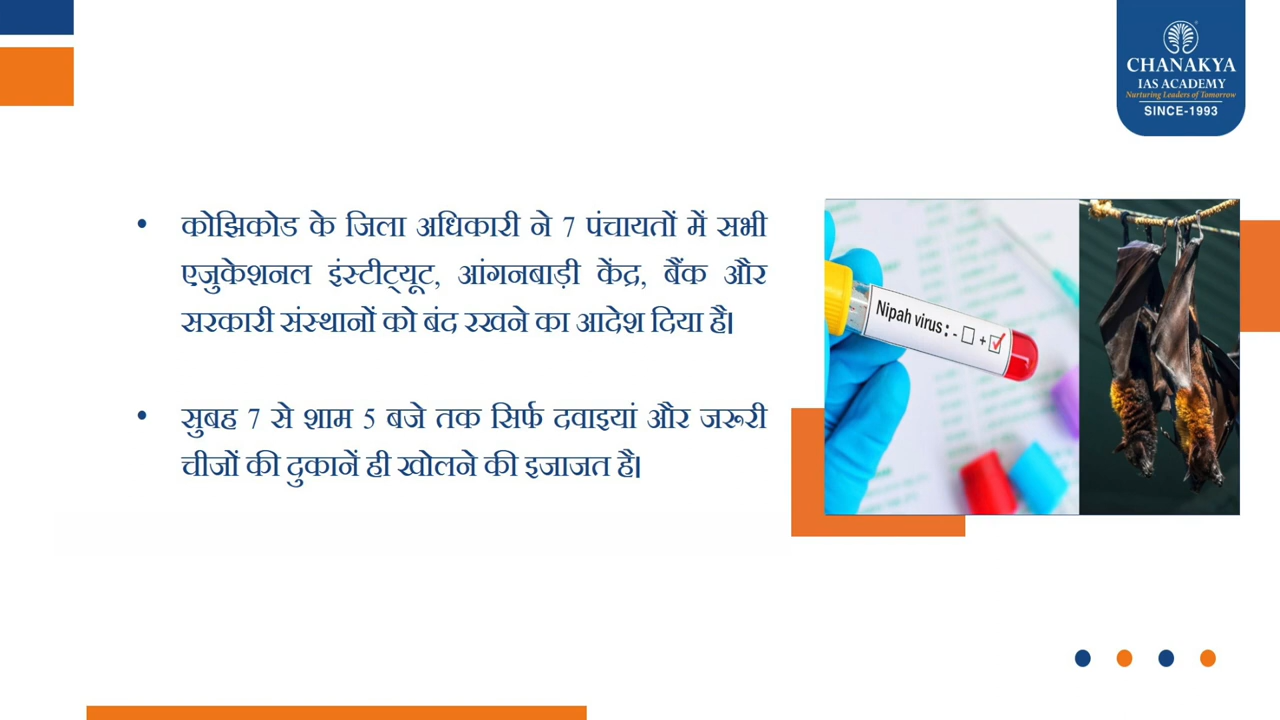 CHANAKYA
IAS ACADEMY
Nurturing Leaders of Tomorrow
SINCE-1993
• कोझिकोड के जिला अधिकारी ने 7 पंचायतों में सभी
एजुकेशनल इंस्टीट्यूट, आंगनबाड़ी केंद्र, बैंक और
सरकारी संस्थानों को बंद रखने का आदेश दिया है।
• सुबह 7 से शाम 5 बजे तक सिर्फ दवाइयां और जरूरी
चीजों की दुकानें ही खोलने की इजाजत है।
Nipah virus: - ☐ + ☑